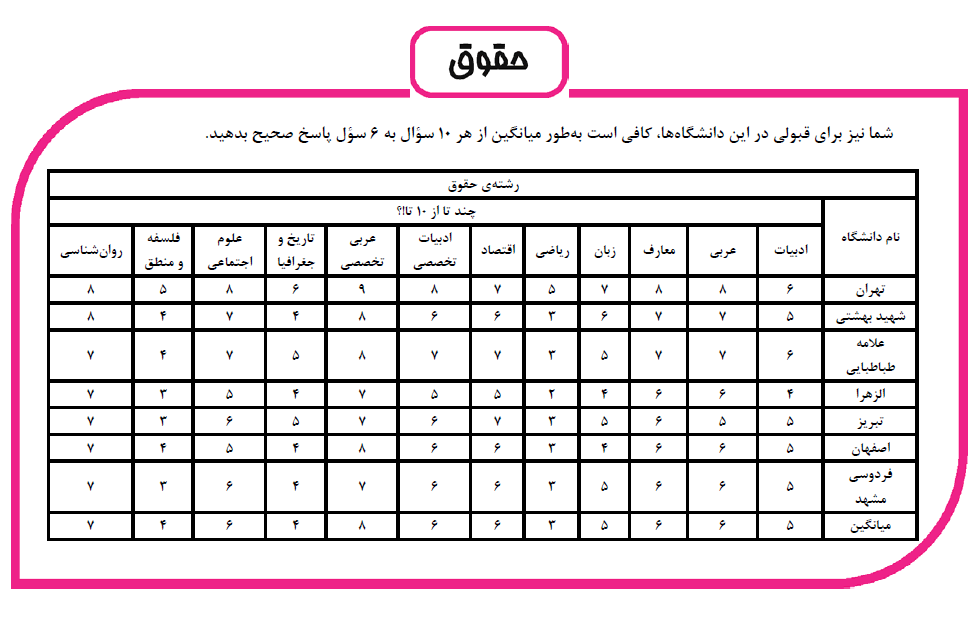 حقوق
شما نیز برای قبولی در این دانشگاه‌ها، کافی است به‌طور میانگین از هر ۱۰ سؤال به ۶ سؤل پاسخ صحیح بدهید.
رشته‌ی حقوق
نام دانشگاه چند تا از ۱۰ تا!؟
ادبیات عربی معارف زبان ریاضی اقتصاد ادبیات تخصصی عربی تخصصی تاریخ و جغرافیا علوم اجتماعی فلسفه و منطق روان‌شناسی
تهران ۶ ۸ ۸ ۷ ۵ ۷ ۸ ۹ ۶ ۸ ۵ ۸
شهید بهشتی ۵ ۷ ۷ ۶ ۳ ۶ ۶ ۸ ۴ ۷ ۴ ۸
علامه طباطبایی ۶ ۷ ۷ ۵ ۳ ۷ ۷ ۸ ۵ ۷ ۴ ۷
الزهرا ۴ ۶ ۶ ۴ ۲ ۵ ۵ ۷ ۴ ۵ ۳ ۷
تبریز ۵ ۵ ۶ ۵ ۳ ۷ ۶ ۷ ۵ ۶ ۳ ۷
اصفهان ۵ ۶ ۶ ۴ ۳ ۶ ۶ ۸ ۴ ۵ ۴ ۷
فردوسی مشهد ۵ ۶ ۶ ۵ ۳ ۶ ۶ ۷ ۴ ۶ ۳ ۷
میانگین ۵ ۶ ۶ ۵ ۳ ۶ ۶ ۸ ۴ ۶ ۴ ۷